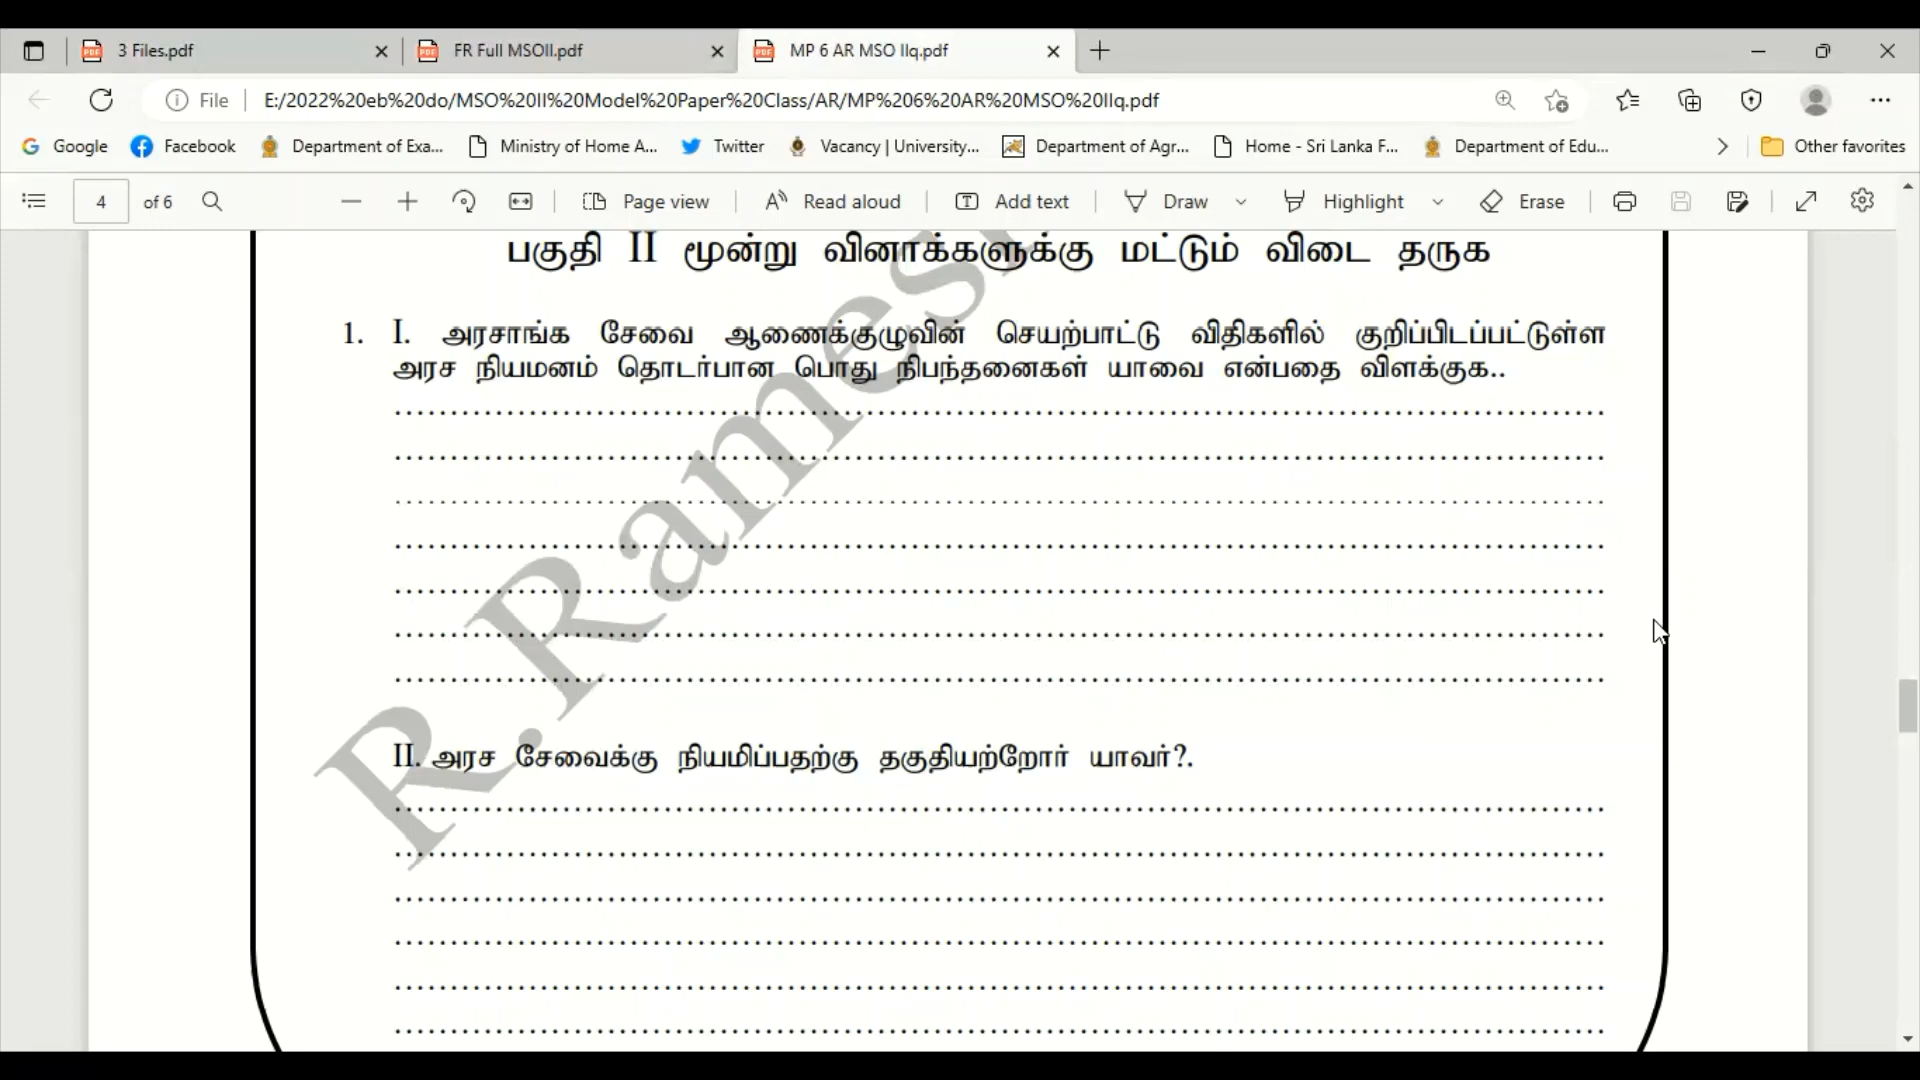 3 Files.pdf
FR Full MSOII.pdf
MP 6 AR MSO IIq.pdf
File
E:/2022%20eb%20do/MSO%20II%20Model%20Paper%20Class/AR/MP%206%20AR%20MSO%20IIq.pdf
Google Facebook Department of Exa... Ministry of Home A... Twitter Vacancy | University... Department of Agr... Home - Sri Lanka F... Department of Edu... Other favorites
4 of 6 Page view Read aloud Add text Draw Highlight Erase
பகுதி II மூன்று வினாக்களுக்கு மட்டும் விடை தருக
1. I. அரசாங்க சேவை ஆணைக்குழுவின் செயற்பாட்டு விதிகளில் குறிப்பிடப்பட்டுள்ள
அரச நியமனம் தொடர்பான பொது நிபந்தனைகள் யாவை என்பதை விளக்குக..
II. அரச சேவைக்கு நியமிப்பதற்கு தகுதியற்றோர் யாவர்?.
R.Rames